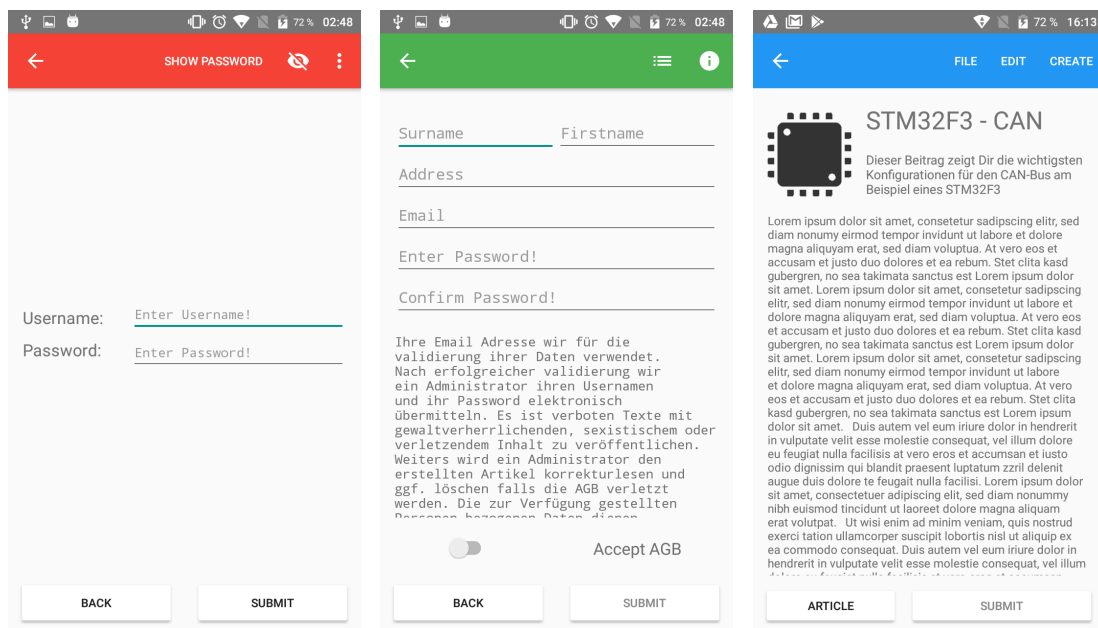 72 % 02:48
SHOW PASSWORD
Username: Enter Username!
Password: Enter Password!
BACK SUBMIT
72 % 02:48
Surname Firstname
Address
Email
Enter Password!
Confirm Password!
Ihre Email Adresse wir für die
validierung ihrer Daten verwendet.
Nach erfolgreicher validierung wir
ein Administrator ihren Usernamen
und ihr Password elektronisch
übermitteln. Es ist verboten Texte mit
gewaltverherrlichenden, sexistischem oder
verletzendem Inhalt zu veröffentlichen.
Weiters wird ein Administrator den
erstellten Artikel korrekturlesen und
ggf. löschen falls die AGB verletzt
werden. Die zur Verfügung gestellten
Personen bezogenen Daten dienen
Accept AGB
BACK SUBMIT
72 % 16:13
FILE EDIT CREATE
STM32F3 - CAN
Dieser Beitrag zeigt Dir die wichtigsten
Konfigurationen für den CAN-Bus am
Beispiel eines STM32F3
Lorem ipsum dolor sit amet, consetetur sadipscing elitr, sed
diam nonumy eirmod tempor invidunt ut labore et dolore
magna aliquyam erat, sed diam voluptua. At vero eos et
accusam et justo duo dolores et ea rebum. Stet clita kasd
gubergren, no sea takimata sanctus est Lorem ipsum dolor
sit amet. Lorem ipsum dolor sit amet, consetetur sadipscing
elitr, sed diam nonumy eirmod tempor invidunt ut labore et
dolore magna aliquyam erat, sed diam voluptua. At vero eos
et accusam et justo duo dolores et ea rebum. Stet clita kasd
gubergren, no sea takimata sanctus est Lorem ipsum dolor
sit amet. Lorem ipsum dolor sit amet, consetetur sadipscing
elitr, sed diam nonumy eirmod tempor invidunt ut labore
et dolore magna aliquyam erat, sed diam voluptua. At vero
eos et accusam et justo duo dolores et ea rebum. Stet clita
kasd gubergren, no sea takimata sanctus est Lorem ipsum
dolor sit amet. Duis autem vel eum iriure dolor in hendrerit
in vulputate velit esse molestie consequat, vel illum dolore
eu feugiat nulla facilisis at vero eros et accumsan et iusto
odio dignissim qui blandit praesent luptatum zzril delenit
augue duis dolore te feugait nulla facilisi. Lorem ipsum dolor
sit amet, consectetuer adipiscing elit, sed diam nonummy
nibh euismod tincidunt ut laoreet dolore magna aliquam
erat volutpat. Ut wisi enim ad minim veniam, quis nostrud
exerci tation ullamcorper suscipit lobortis nisl ut aliquip ex
ea commodo consequat. Duis autem vel eum iriure dolor in
hendrerit in vulputate velit esse molestie consequat, vel illum
ARTICLE SUBMIT